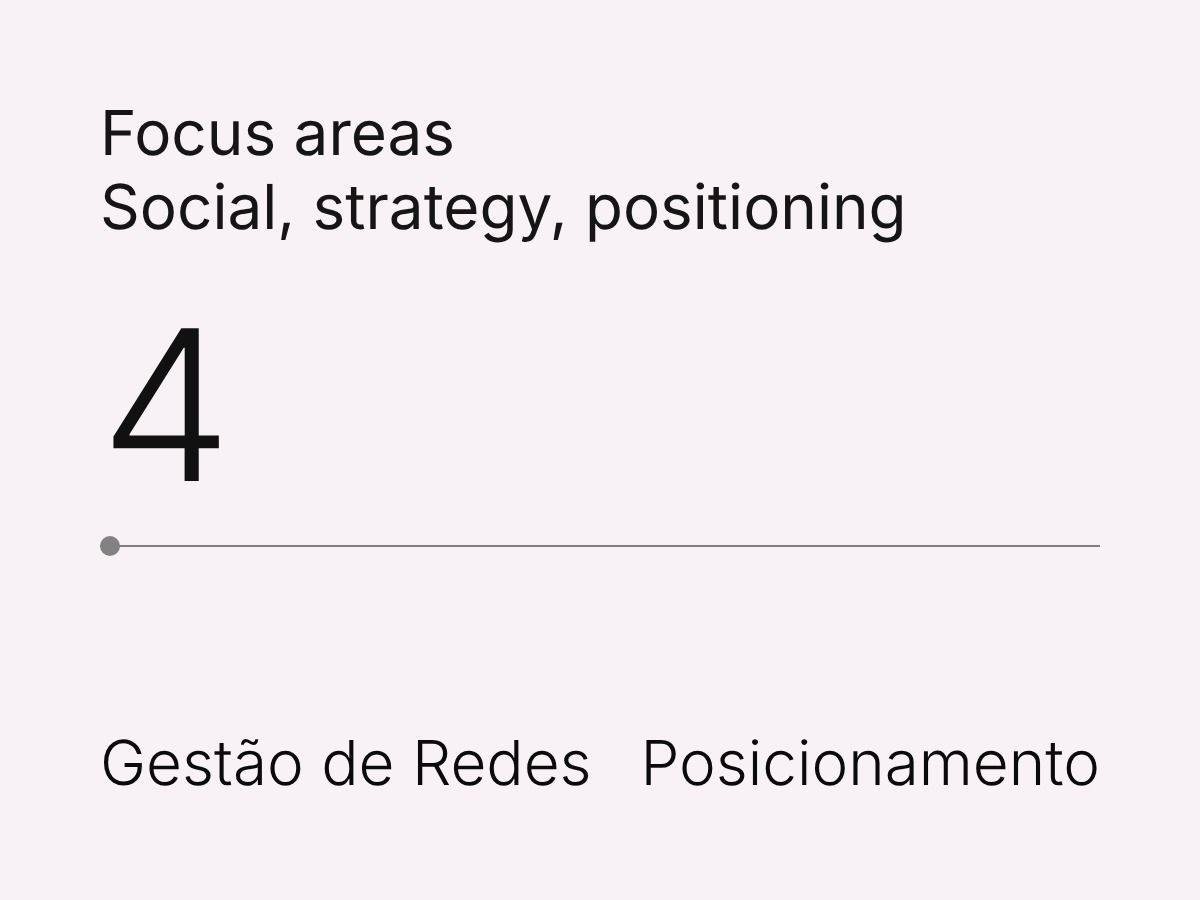 Focus areas
Social, strategy, positioning
4
Gestão de Redes Posicionamento